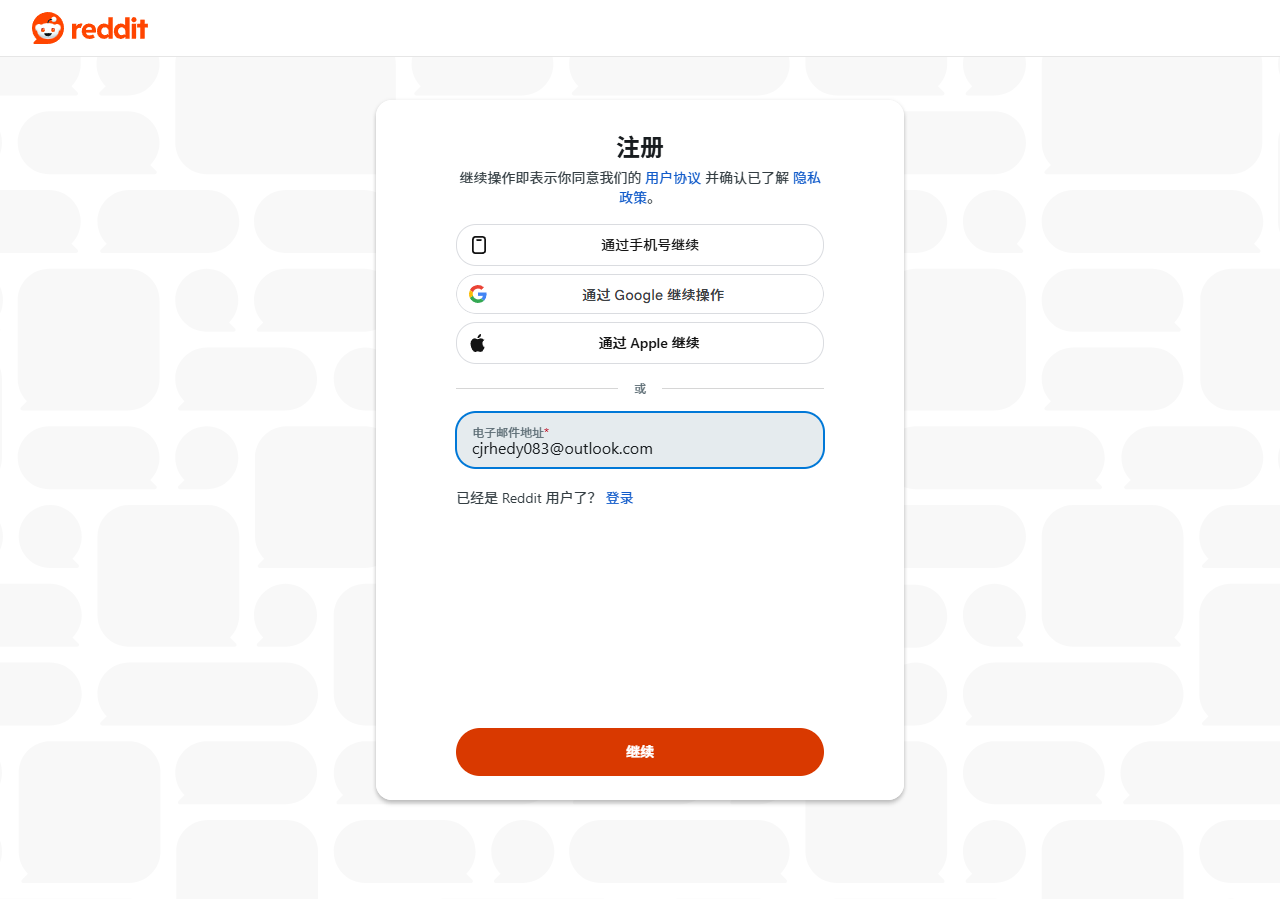 reddit
注册
继续操作即表示你同意我们的 用户协议 并确认已了解 隐私
政策。
通过手机号继续
通过 Google 继续操作
通过 Apple 继续
或
电子邮件地址*
cjrhedy083@outlook.com
已经是 Reddit 用户了？ 登录
继续